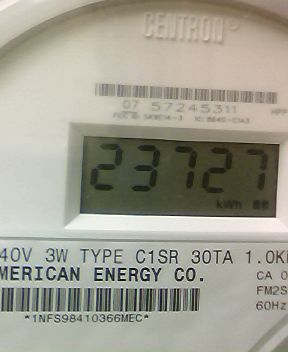 CENTRON®
07 57245311
23727
kWh
40V 3W TYPE C1SR 30TA 1.0K
MERICAN ENERGY CO.
CA 0
FM2S
60Hz
*1NFS98410366MEC*